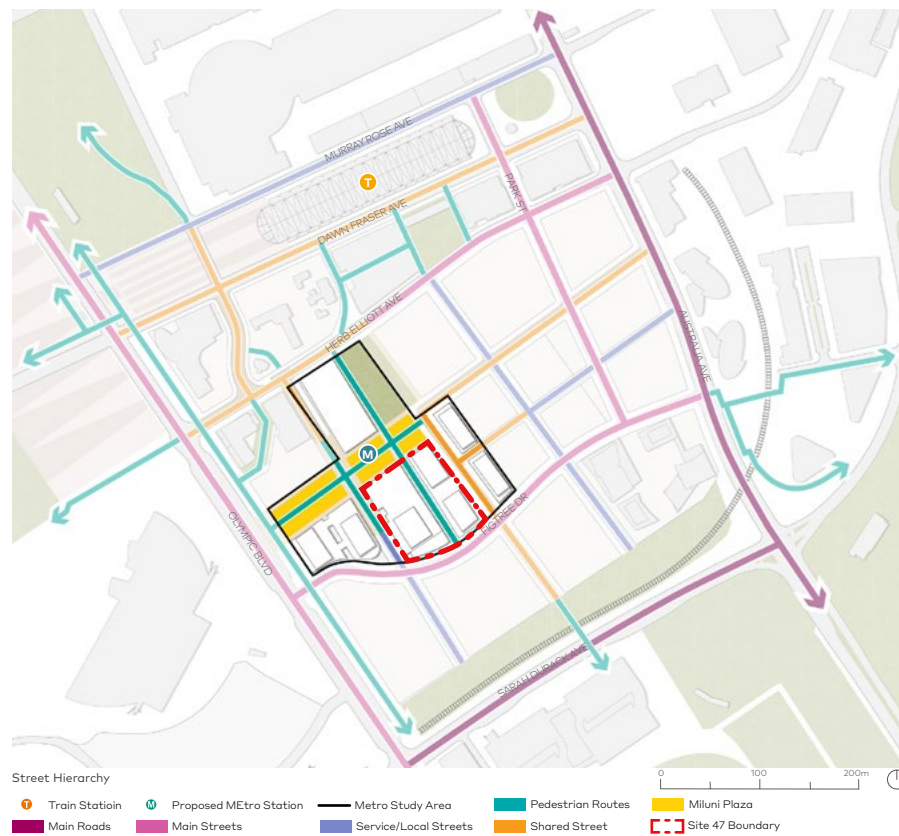 MURRAY ROSE AVE
T
DAWN FRASER AVE
PARK ST
HERB ELLIOTT AVE
AUSTRALIA AVE
M
FIGTREE DR
OLYMPIC BLVD
SARAH DURACK AVE
Street Hierarchy
0 100 200m
T Train Statioin M Proposed MEtro Station Metro Study Area Pedestrian Routes Miluni Plaza
Main Roads Main Streets Service/Local Streets Shared Street Site 47 Boundary